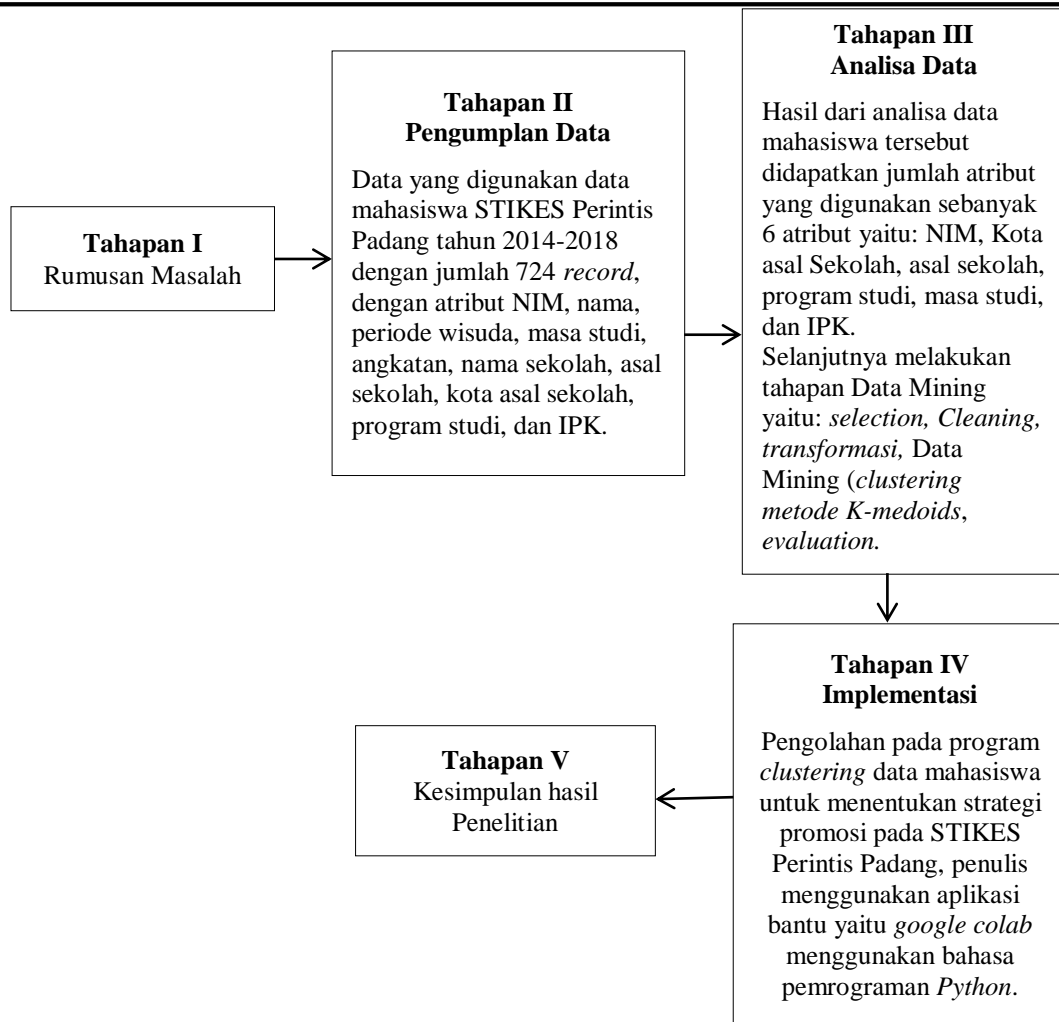 Tahapan I
Rumusan Masalah
Tahapan II
Pengumplan Data
Data yang digunakan data
mahasiswa STIKES Perintis
Padang tahun 2014-2018
dengan jumlah 724 record,
dengan atribut NIM, nama,
periode wisuda, masa studi,
angkatan, nama sekolah, asal
sekolah, kota asal sekolah,
program studi, dan IPK.
Tahapan III
Analisa Data
Hasil dari analisa data
mahasiswa tersebut
didapatkan jumlah atribut
yang digunakan sebanyak
6 atribut yaitu: NIM, Kota
asal Sekolah, asal sekolah,
program studi, masa studi,
dan IPK.
Selanjutnya melakukan
tahapan Data Mining
yaitu: selection, Cleaning,
transformasi, Data
Mining (clustering
metode K-medoids,
evaluation.
Tahapan IV
Implementasi
Pengolahan pada program
clustering data mahasiswa
untuk menentukan strategi
promosi pada STIKES
Perintis Padang, penulis
menggunakan aplikasi
bantu yaitu google colab
menggunakan bahasa
pemrograman Python.
Tahapan V
Kesimpulan hasil
Penelitian